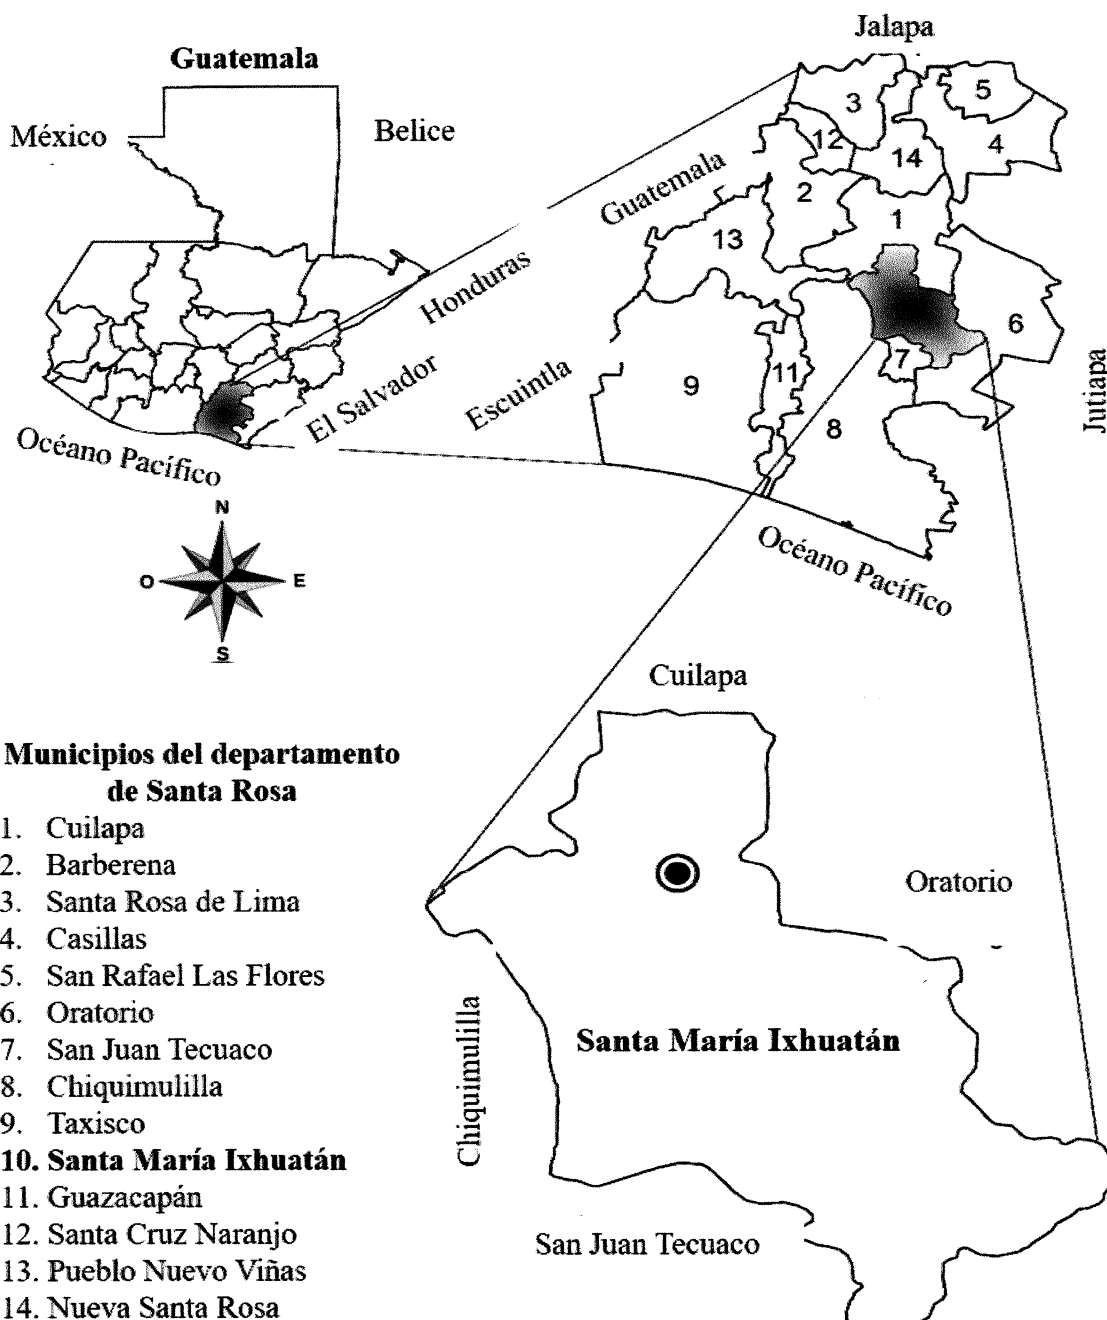 Guatemala
México
Belice
Honduras
El Salvador
Océano Pacífico
N
O
E
S
Jalapa
Guatemala
Escuintla
Jutiapa
Océano Pacífico
3
5
12
14
4
2
1
13
6
7
11
9
8
Municipios del departamento
de Santa Rosa
1. Cuilapa
2. Barberena
3. Santa Rosa de Lima
4. Casillas
5. San Rafael Las Flores
6. Oratorio
7. San Juan Tecuaco
8. Chiquimulilla
9. Taxisco
10. Santa María Ixhuatán
11. Guazacapán
12. Santa Cruz Naranjo
13. Pueblo Nuevo Viñas
14. Nueva Santa Rosa
Cuilapa
Oratorio
Chiquimulilla
Santa María Ixhuatán
San Juan Tecuaco